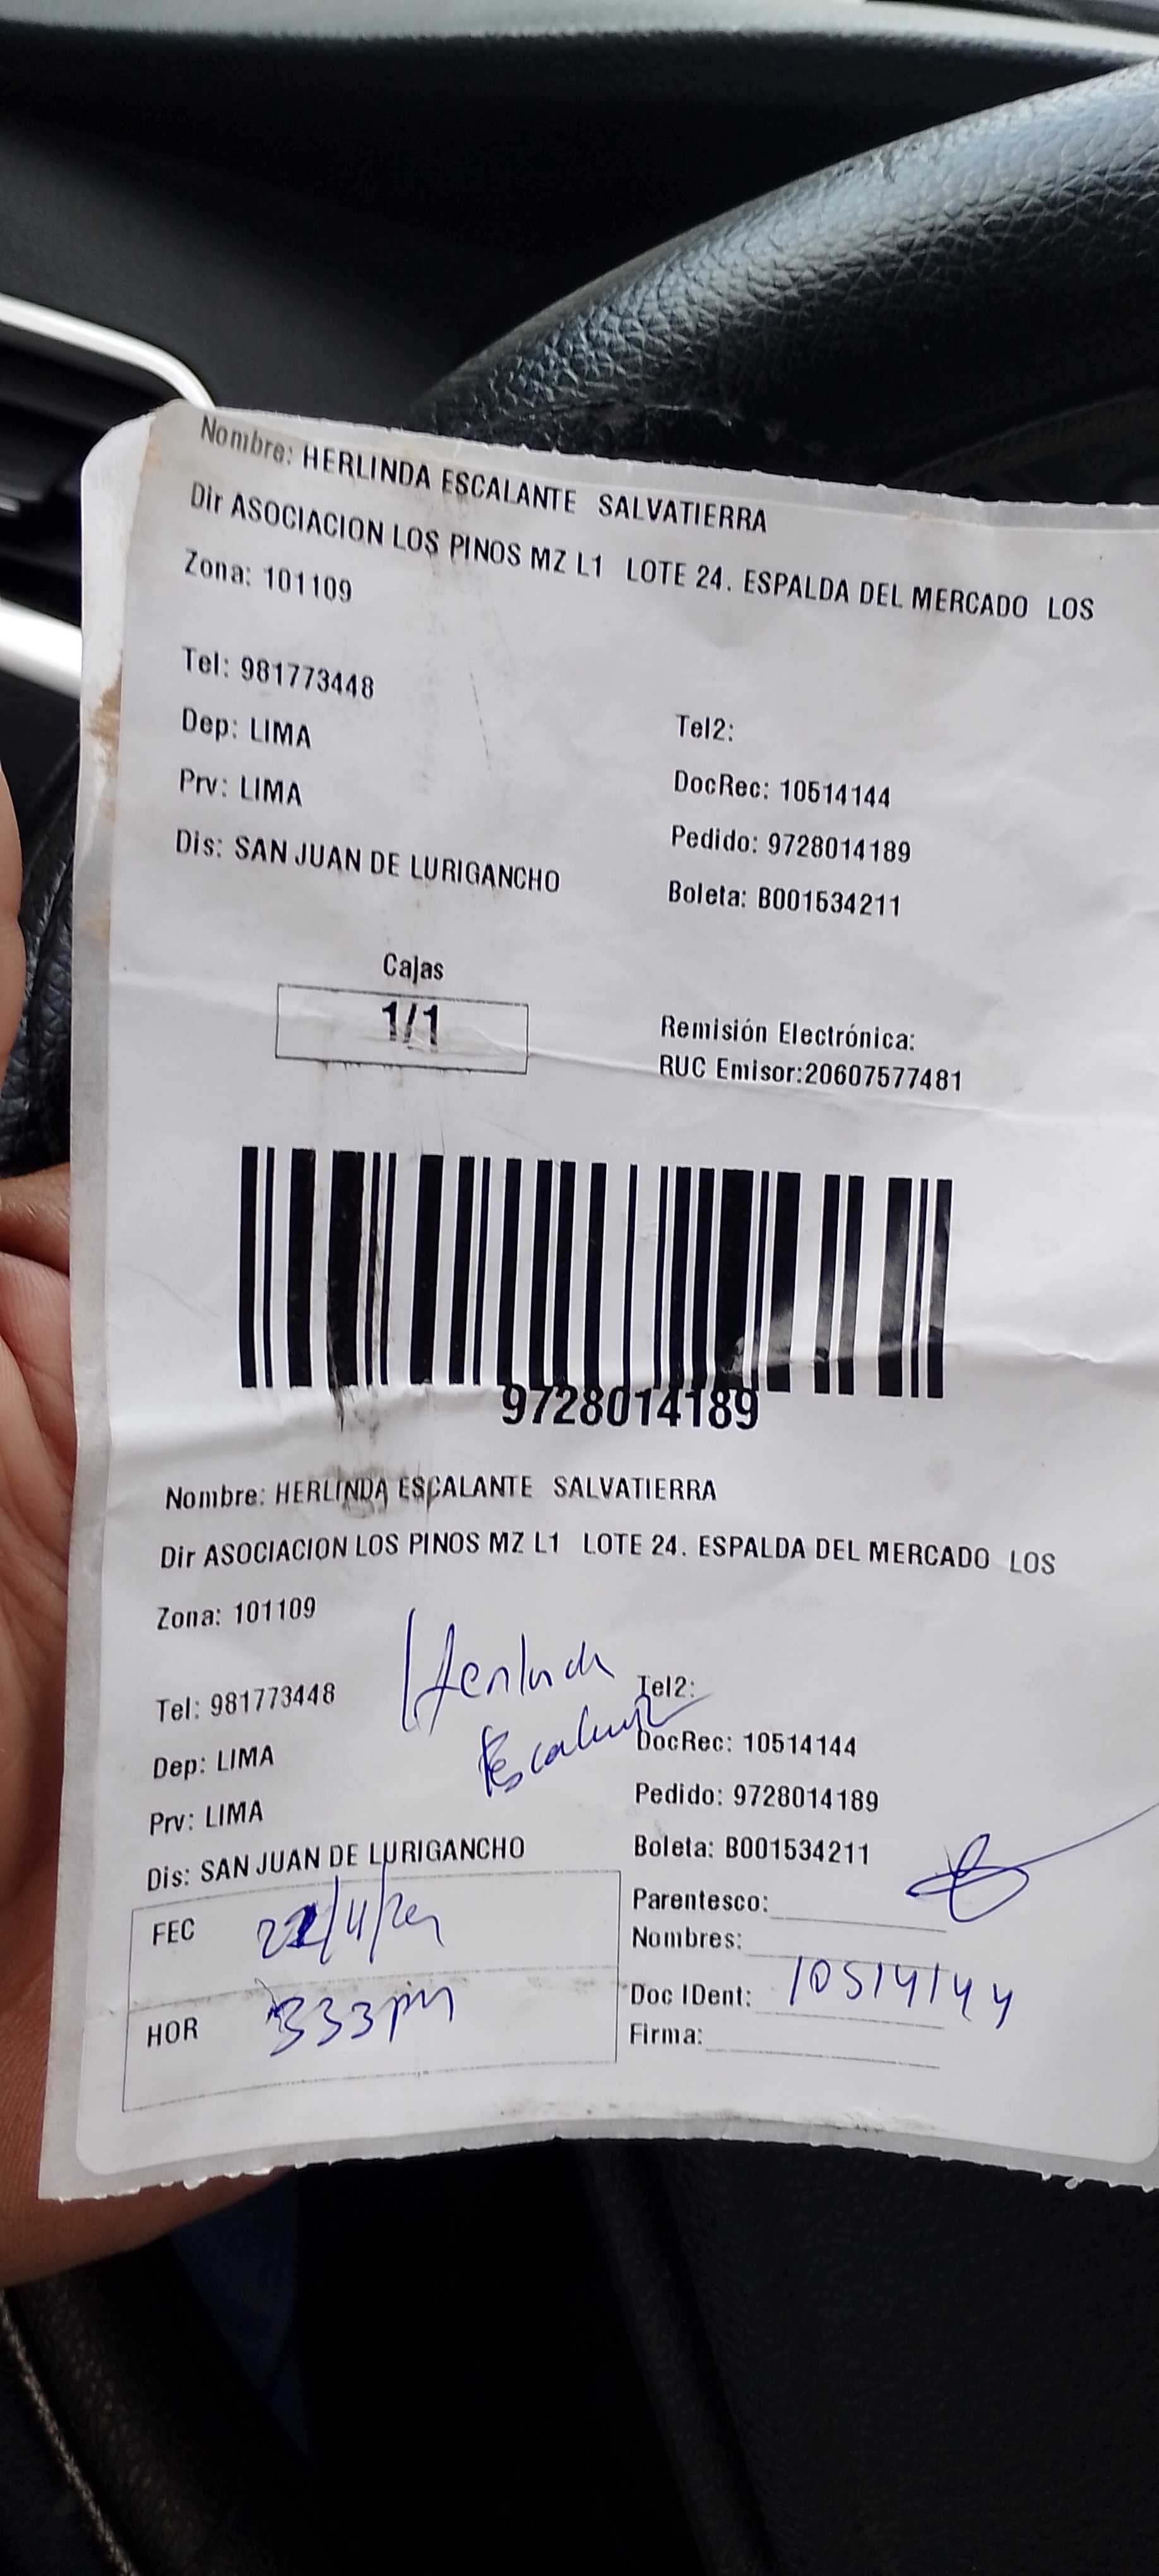 Nombre: HERLINDA ESCALANTE SALVATIERRA
Dir ASOCIACION LOS PINOS MZ L1 LOTE 24. ESPALDA DEL MERCADO LOS
Zona: 101109
Tel: 981773448
Tel2:
Dep: LIMA
DocRec: 10514144
Prv: LIMA
Pedido: 9728014189
Dis: SAN JUAN DE LURIGANCHO
Boleta: B001534211
Cajas
1/1
Remisión Electrónica:
RUC Emisor:20607577481
9728014189
Nombre: HERLINDA ESCALANTE SALVATIERRA
Dir ASOCIACION LOS PINOS MZ L1 LOTE 24. ESPALDA DEL MERCADO LOS
Zona: 101109
Tel: 981773448
Tel2:
Dep: LIMA
DocRec: 10514144
Prv: LIMA
Pedido: 9728014189
Dis: SAN JUAN DE LURIGANCHO
Boleta: B001534211
Parentesco:
FEC
Nombres:
Doc IDent: 10514144
HOR 333pm
Firma: